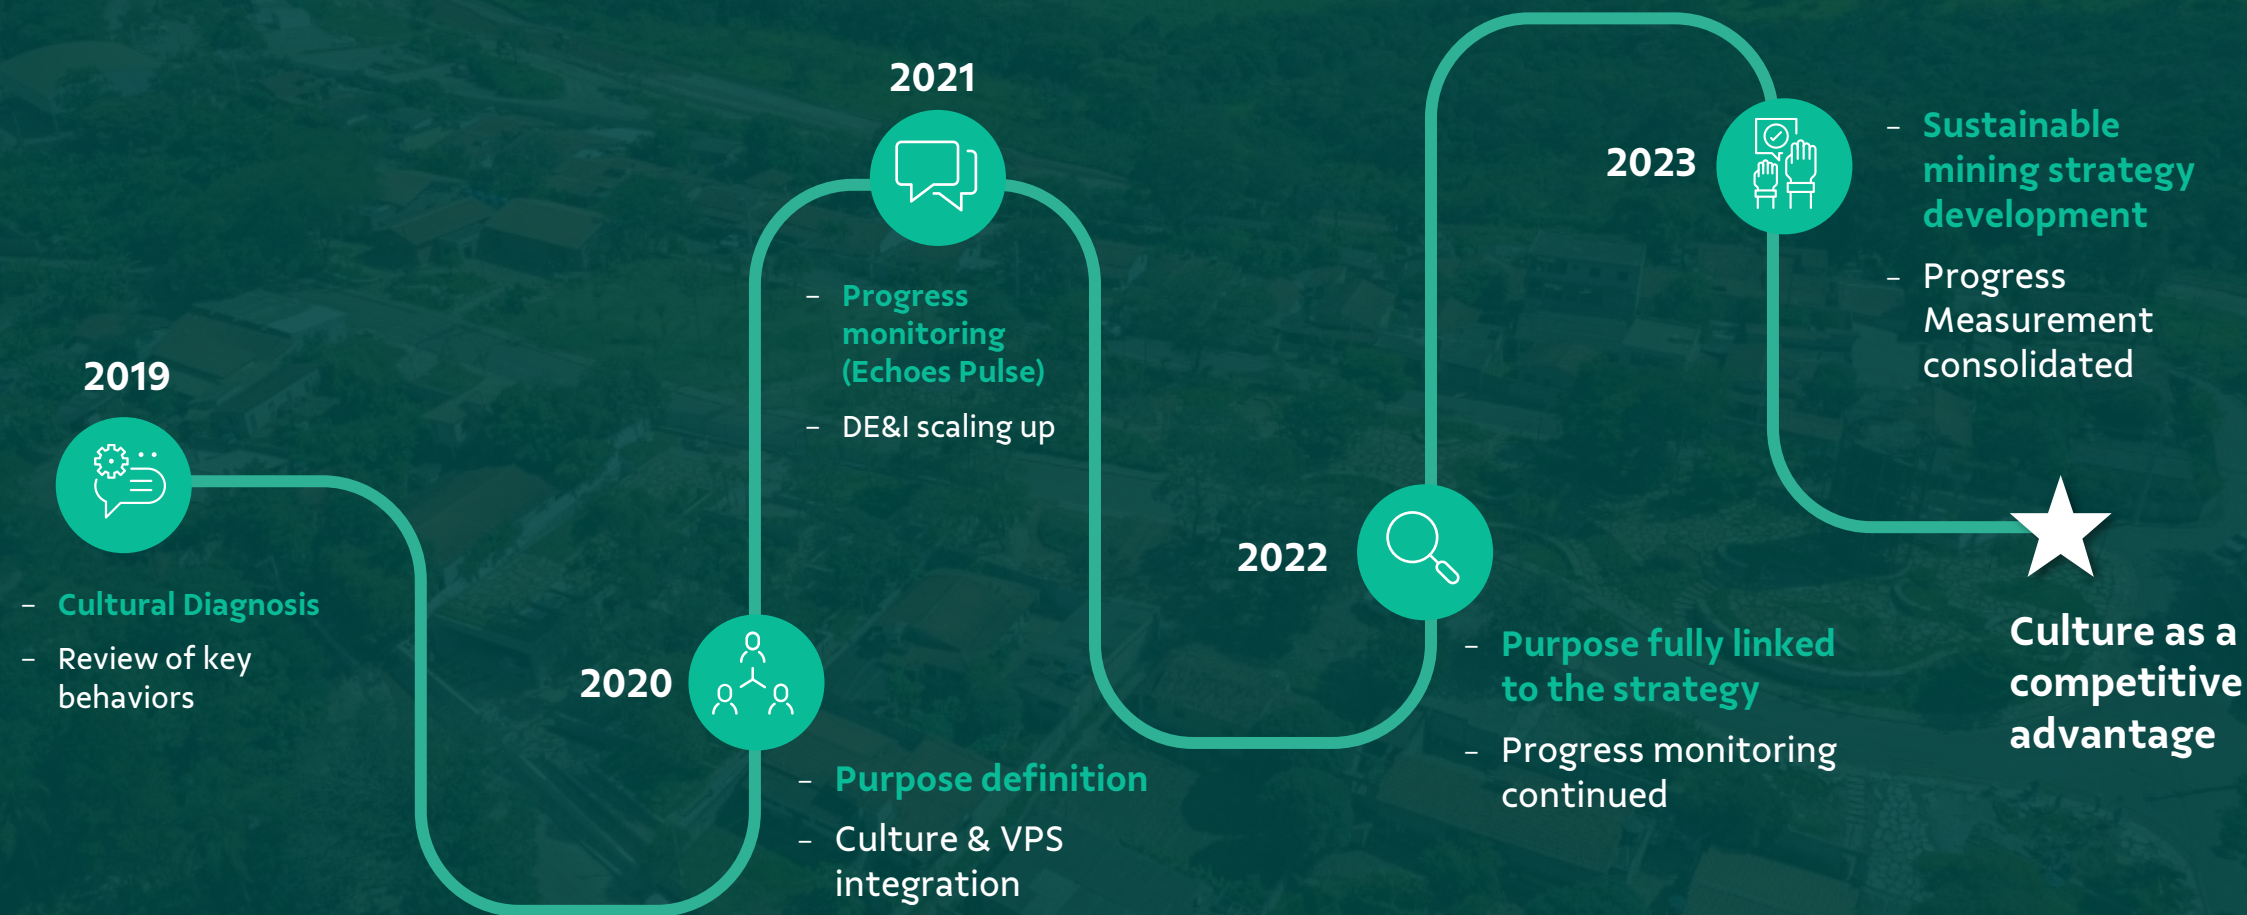 2019
– Cultural Diagnosis
– Review of key
behaviors
2020
– Purpose definition
– Culture & VPS
integration
2021
– Progress
monitoring
(Echoes Pulse)
– DE&I scaling up
2022
– Purpose fully linked
to the strategy
– Progress monitoring
continued
2023
– Sustainable
mining strategy
development
– Progress
Measurement
consolidated
Culture as a
competitive
advantage